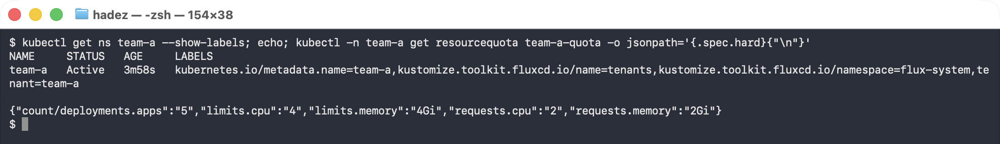 hadez — -zsh — 154×38
$ kubectl get ns team-a --show-labels; echo; kubectl -n team-a get resourcequota team-a-quota -o jsonpath='{.spec.hard}{"\n"}'
NAME     STATUS   AGE     LABELS
team-a   Active   3m58s   kubernetes.io/metadata.name=team-a,kustomize.toolkit.fluxcd.io/name=tenants,kustomize.toolkit.fluxcd.io/namespace=flux-system,te
nant=team-a
{"count/deployments.apps":"5","limits.cpu":"4","limits.memory":"4Gi","requests.cpu":"2","requests.memory":"2Gi"}
$